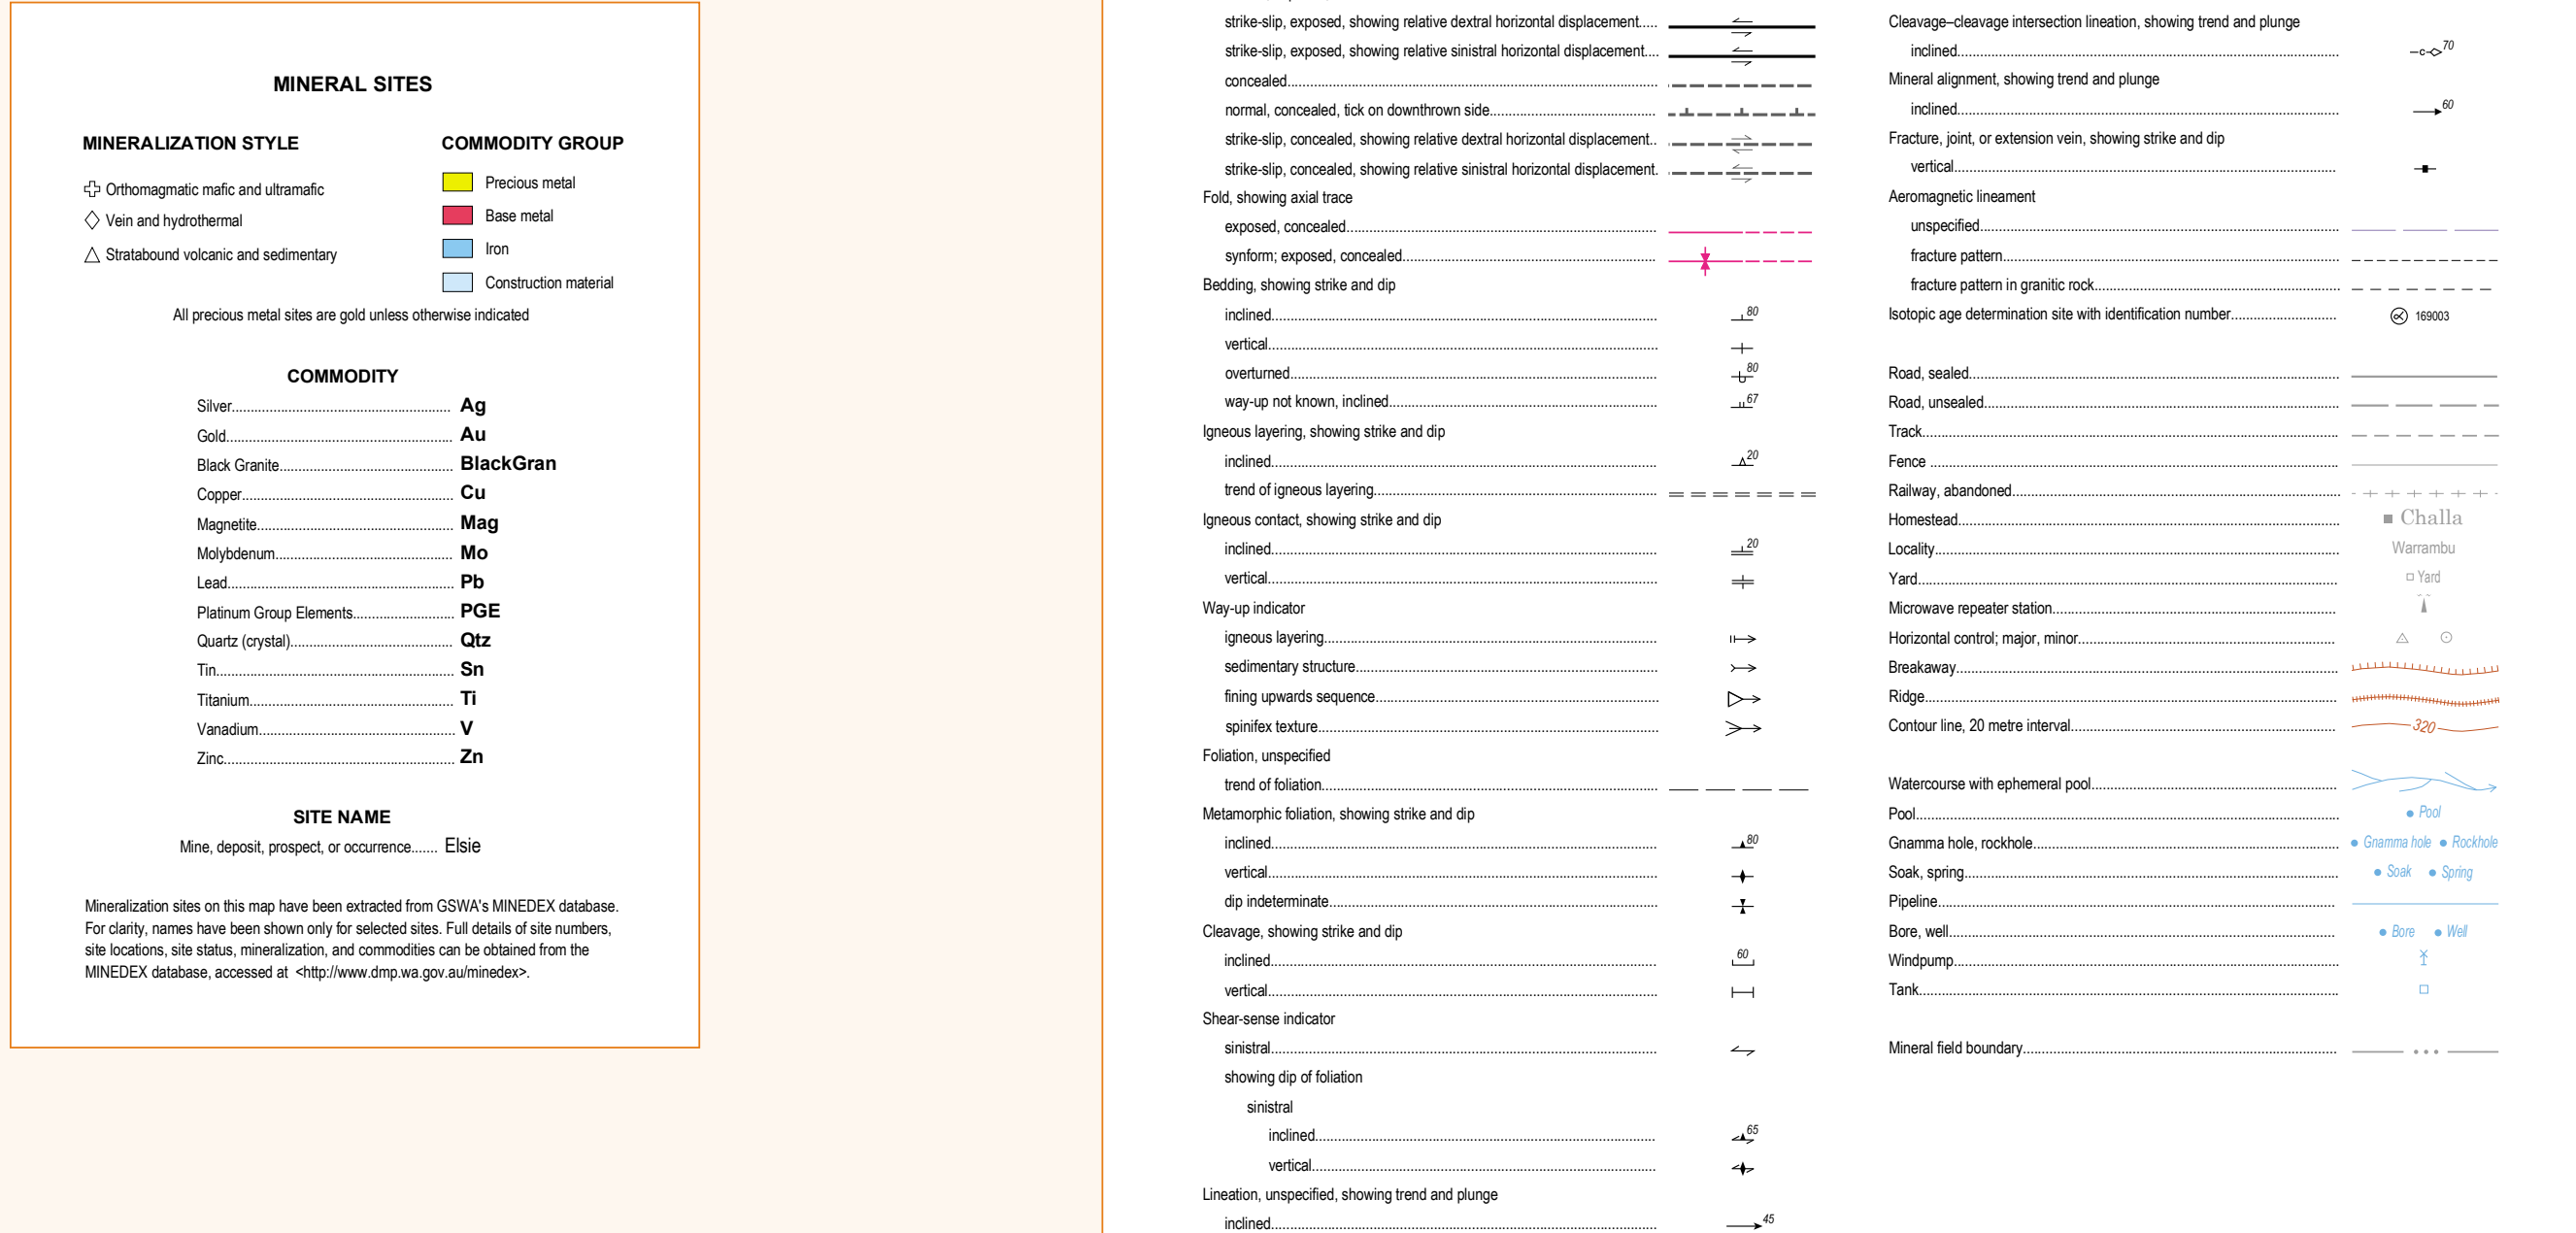 MINERAL SITES
MINERALIZATION STYLE
Orthomagmatic mafic and ultramafic
Vein and hydrothermal
Stratabound volcanic and sedimentary
COMMODITY GROUP
Precious metal
Base metal
Iron
Construction material
All precious metal sites are gold unless otherwise indicated
COMMODITY
Silver Ag
Gold Au
Black Granite BlackGran
Copper Cu
Magnetite Mag
Molybdenum Mo
Lead Pb
Platinum Group Elements PGE
Quartz (crystal) Qtz
Tin Sn
Titanium Ti
Vanadium V
Zinc Zn
SITE NAME
Mine, deposit, prospect, or occurrence....... Elsie
Mineralization sites on this map have been extracted from GSWA's MINEDEX database.
For clarity, names have been shown only for selected sites. Full details of site numbers,
site locations, site status, mineralization, and commodities can be obtained from the
MINEDEX database, accessed at <http://www.dmp.wa.gov.au/minedex>.
strike-slip, exposed, showing relative dextral horizontal displacement.....
strike-slip, exposed, showing relative sinistral horizontal displacement....
concealed
normal, concealed, tick on downthrown side
strike-slip, concealed, showing relative dextral horizontal displacement..
strike-slip, concealed, showing relative sinistral horizontal displacement.
Fold, showing axial trace
exposed, concealed
synform; exposed, concealed
Bedding, showing strike and dip
inclined 80
vertical
overturned 80
way-up not known, inclined 67
Igneous layering, showing strike and dip
inclined 20
trend of igneous layering
Igneous contact, showing strike and dip
inclined 20
vertical
Way-up indicator
igneous layering
sedimentary structure
fining upwards sequence
spinifex texture
Foliation, unspecified
trend of foliation
Metamorphic foliation, showing strike and dip
inclined 80
vertical
dip indeterminate
Cleavage, showing strike and dip
inclined 60
vertical
Shear-sense indicator
sinistral
showing dip of foliation
sinistral
inclined 65
vertical
Lineation, unspecified, showing trend and plunge
inclined 45
Cleavage–cleavage intersection lineation, showing trend and plunge
inclined c 70
Mineral alignment, showing trend and plunge
inclined 60
Fracture, joint, or extension vein, showing strike and dip
vertical
Aeromagnetic lineament
unspecified
fracture pattern
fracture pattern in granitic rock
Isotopic age determination site with identification number 169003
Road, sealed
Road, unsealed
Track
Fence
Railway, abandoned
Homestead Challa
Locality Warrambu
Yard Yard
Microwave repeater station
Horizontal control; major, minor
Breakaway
Ridge
Contour line, 20 metre interval 320
Watercourse with ephemeral pool
Pool Pool
Gnamma hole, rockhole Gnamma hole Rockhole
Soak, spring Soak Spring
Pipeline
Bore, well Bore Well
Windpump
Tank
Mineral field boundary